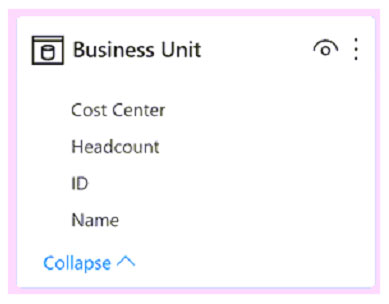 Business Unit
Cost Center
Headcount
ID
Name
Collapse